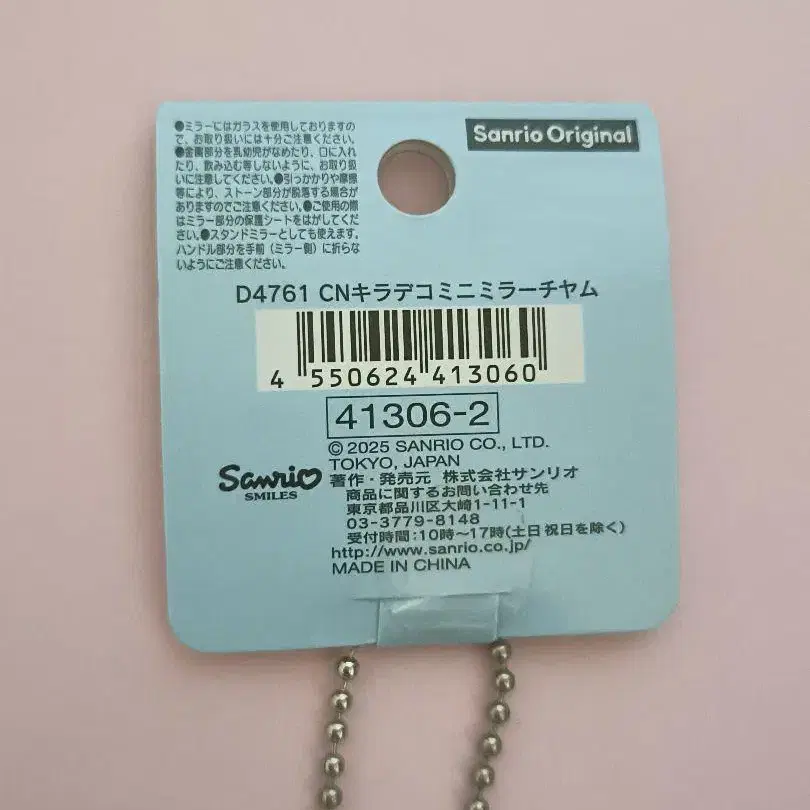 ●ミラーにはガラスを使用しておりますの
で、お取り扱いには十分ご注意ください。
●金属部分を乳幼児がなめたり、口に入れ
たり、飲み込む等しないように、お取り扱
いに注意してください。●引っかかりや摩擦
等により、ストーン部分が脱落する場合が
ありますのでご注意ください。●ご使用の際
はミラー部分の保護シートをはがしてくだ
さい。●スタンドミラーとしても使えます。
ハンドル部分を手前（ミラー側）に折らな
いようにご注意ください。
Sanrio Original
D4761 CNキラデコミニミラーチヤム
4 550624 413060
41306-2
© 2025 SANRIO CO., LTD.
TOKYO, JAPAN
Sanrio
SMILES
著作・発売元 株式会社サンリオ
商品に関するお問い合わせ先
東京都品川区大崎1-11-1
03-3779-8148
受付時間：10時～17時(土日祝日を除く)
http://www.sanrio.co.jp/
MADE IN CHINA